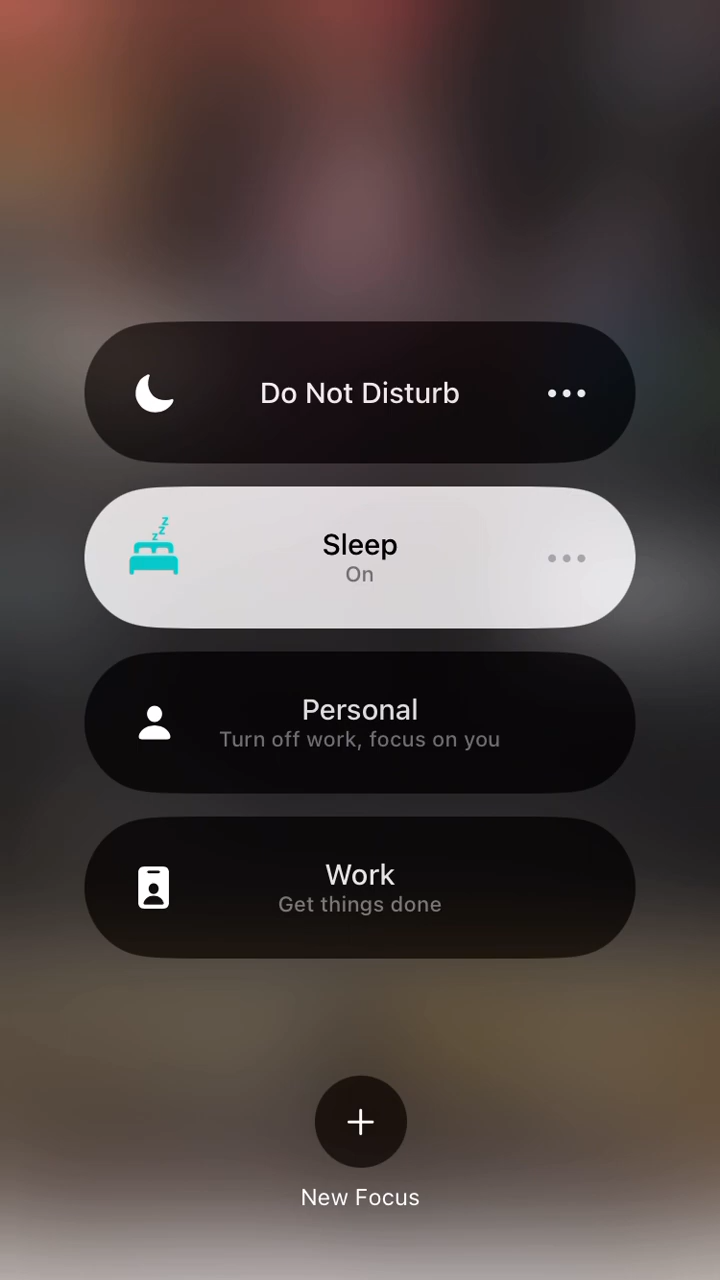 Do Not Disturb
z
z
z
Sleep
On
Personal
Turn off work, focus on you
Work
Get things done
New Focus